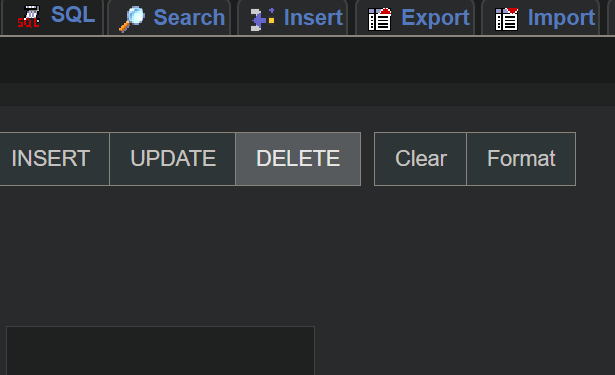 SQL Search Insert Export Import
INSERT UPDATE DELETE Clear Format